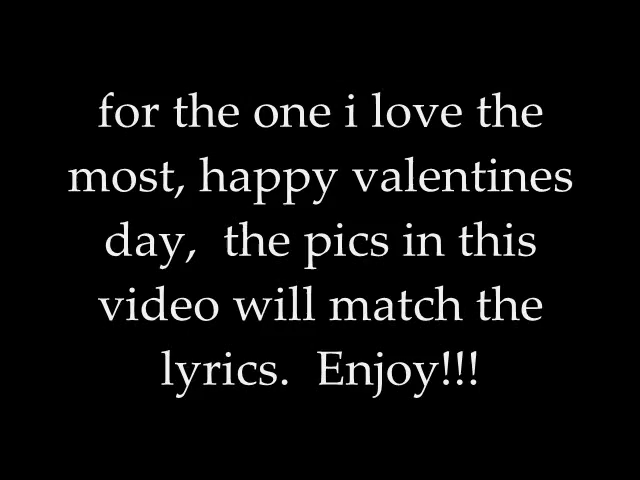 for the one i love the
most, happy valentines
day,  the pics in this
video will match the
lyrics.  Enjoy!!!